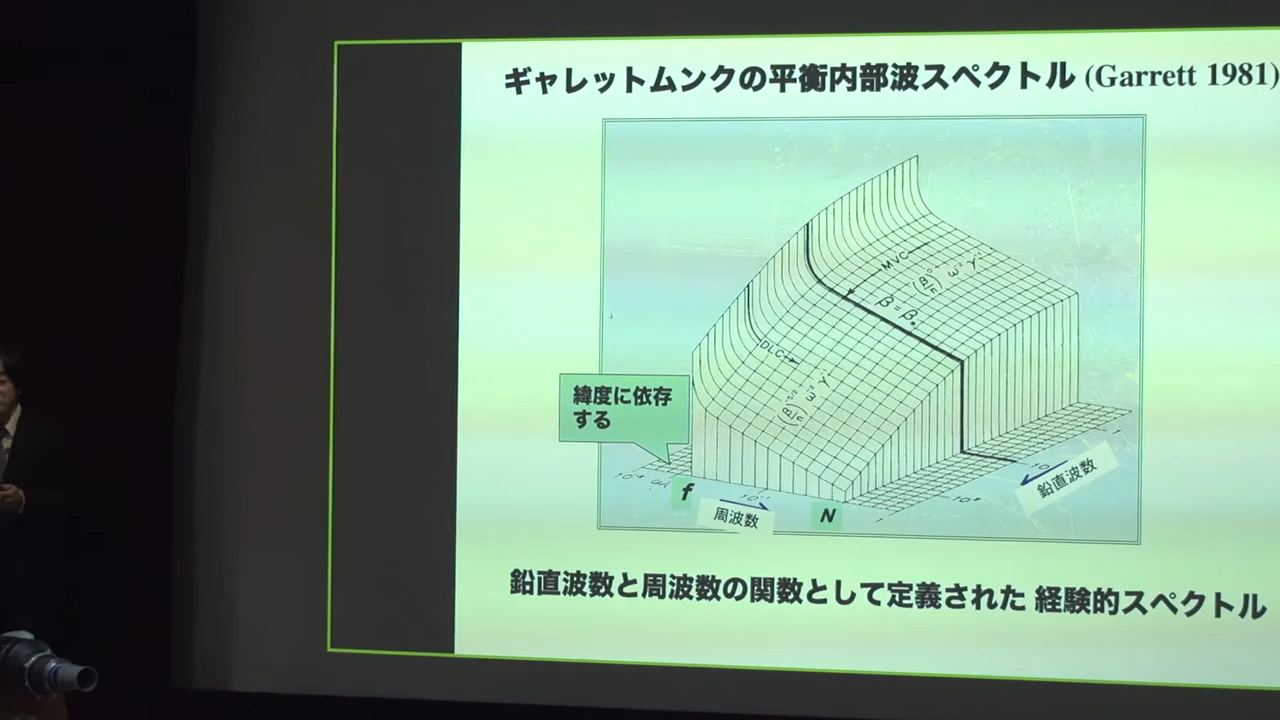 ギャレットムンクの平衡内部波スペクトル (Garrett 1981)
MVC
β = β*
DLC
緯度に依存
する
f
周波数
N
鉛直波数
鉛直波数と周波数の関数として定義された 経験的スペクトル